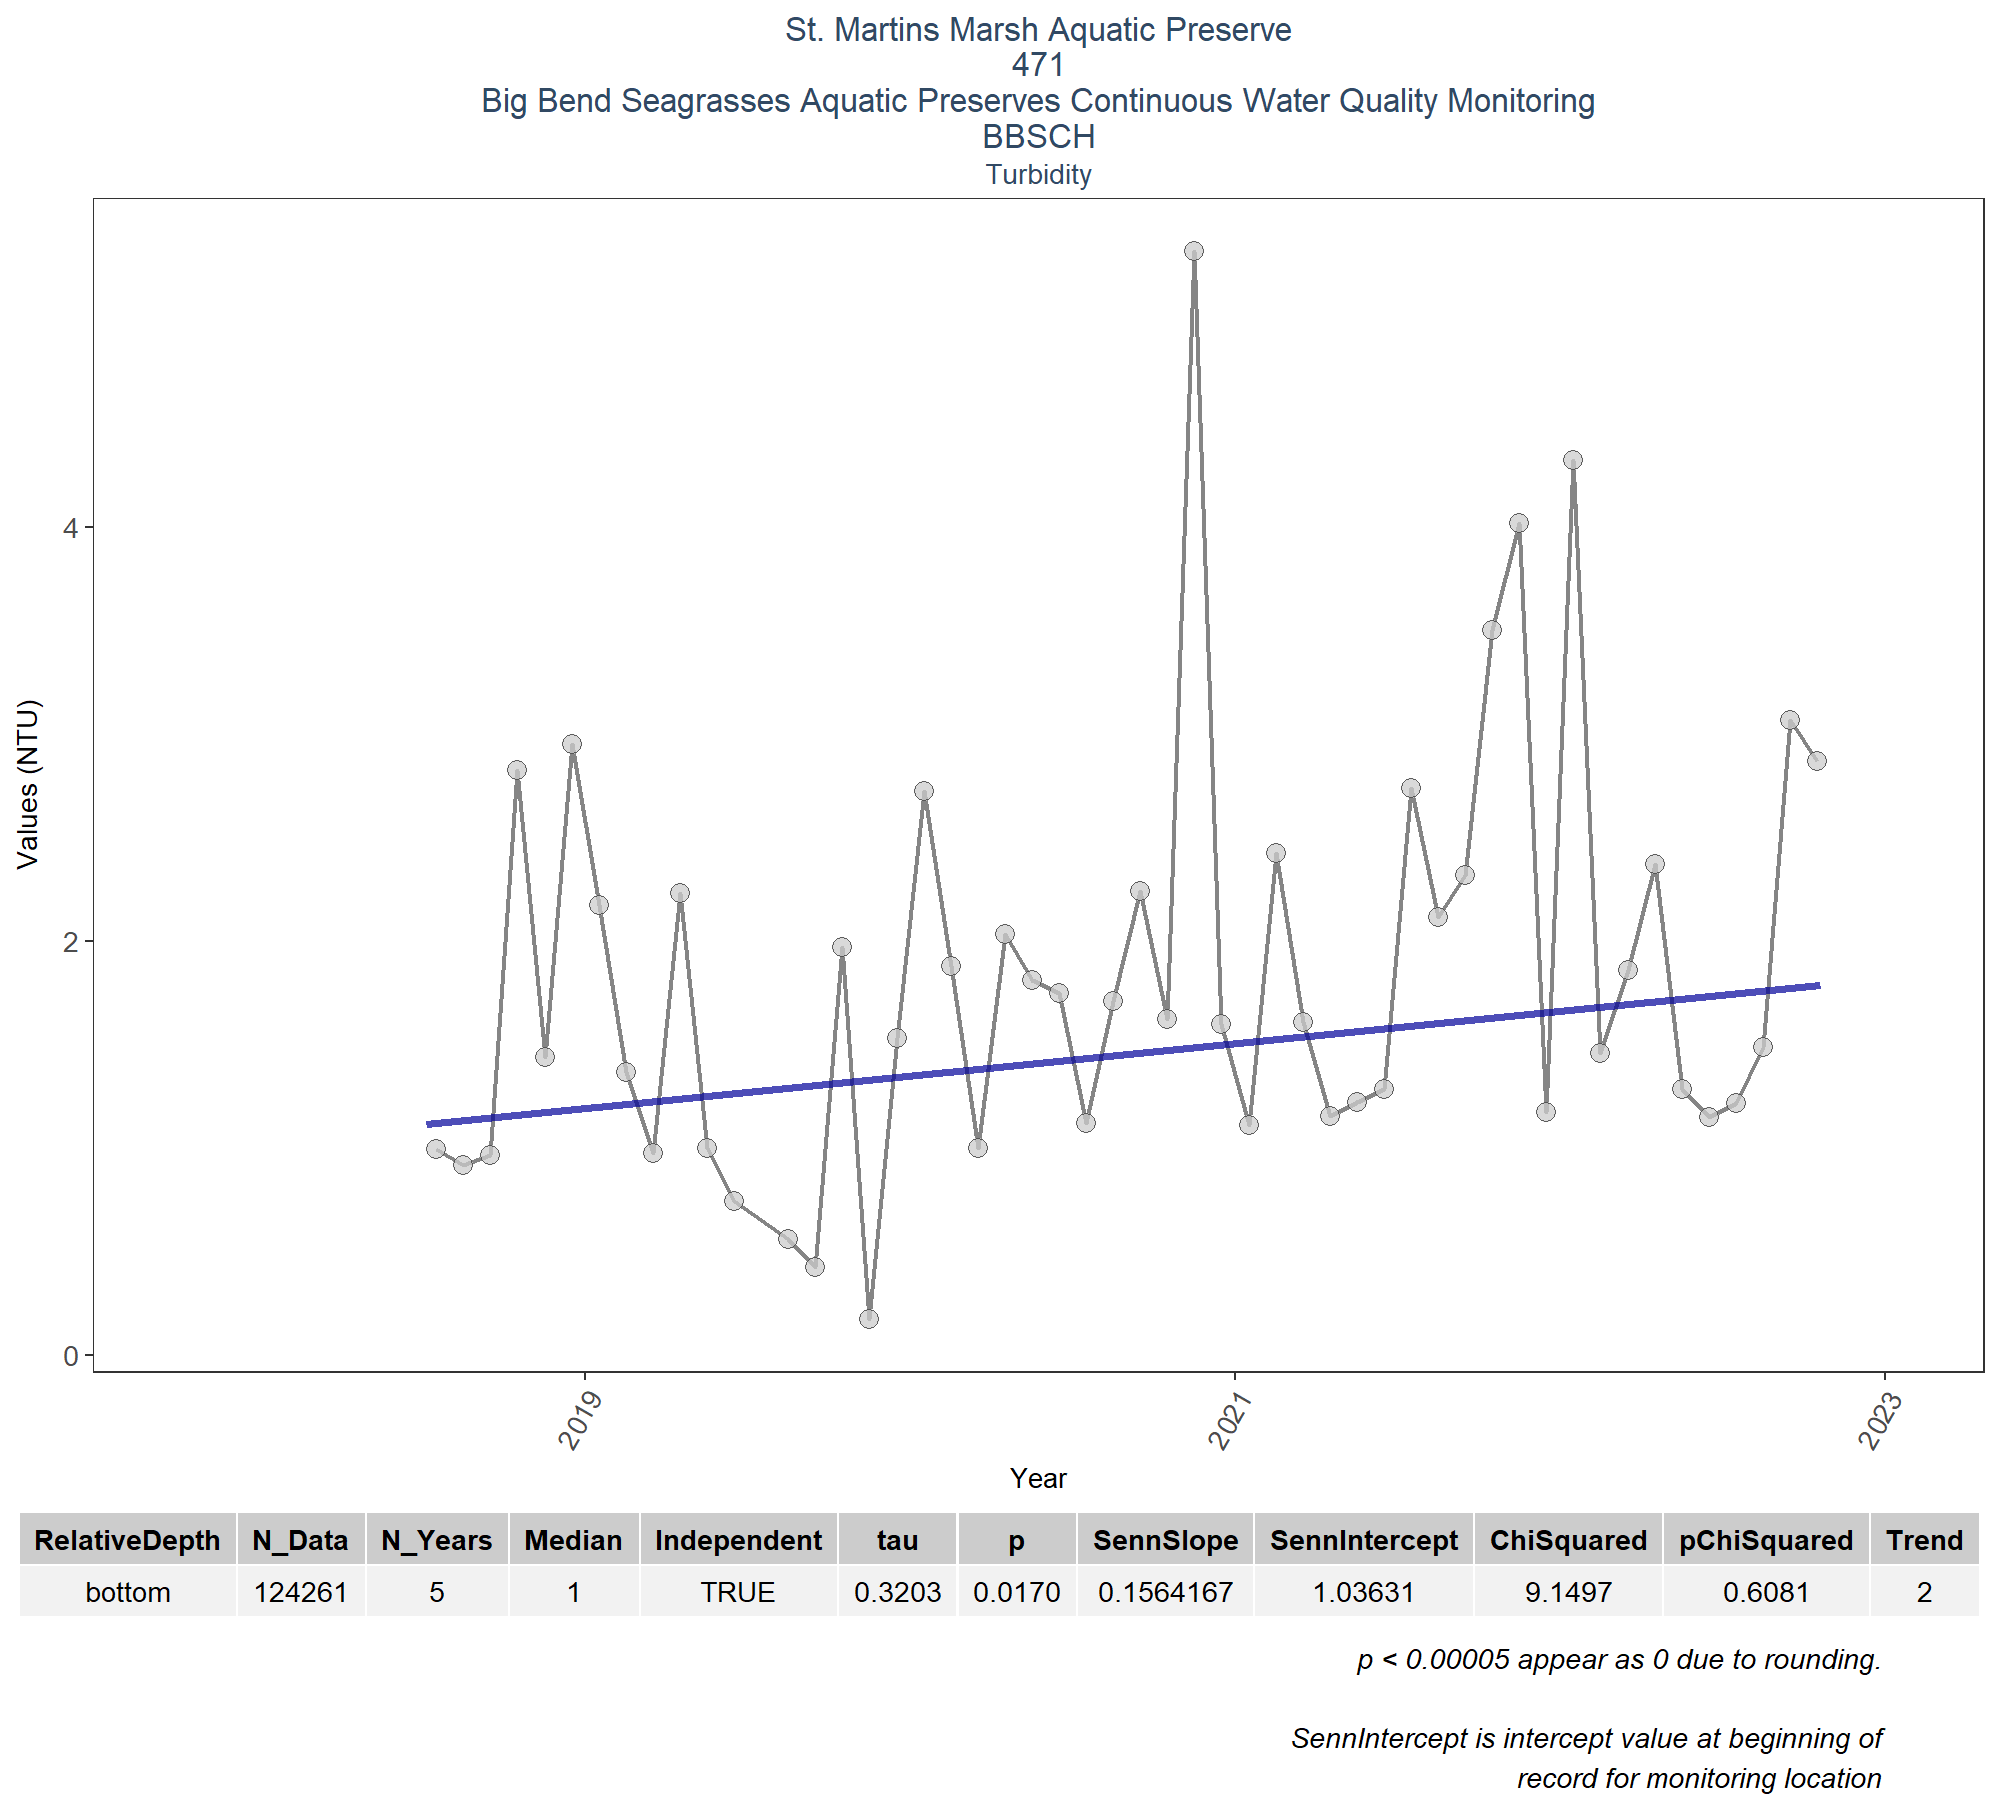 St. Martins Marsh Aquatic Preserve
471
Big Bend Seagrasses Aquatic Preserves Continuous Water Quality Monitoring
BBSCH
Turbidity
Values (NTU)
4
2
0
2019 2021 2023
Year
RelativeDepth N_Data N_Years Median Independent tau p SennSlope SennIntercept ChiSquared pChiSquared Trend
bottom 124261 5 1 TRUE 0.3203 0.0170 0.1564167 1.03631 9.1497 0.6081 2
p < 0.00005 appear as 0 due to rounding.
SennIntercept is intercept value at beginning of
record for monitoring location